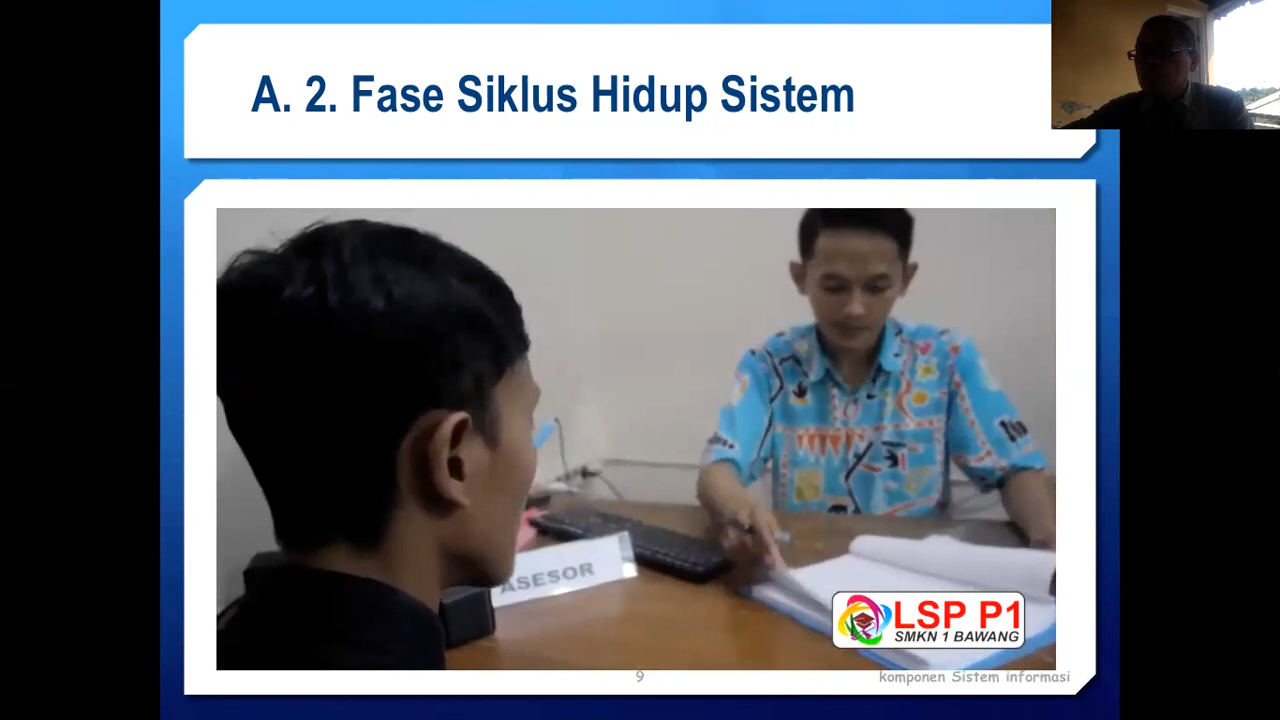 A. 2. Fase Siklus Hidup Sistem
ASESOR
LSP P1
SMKN 1 BAWANG
9
komponen Sistem informasi